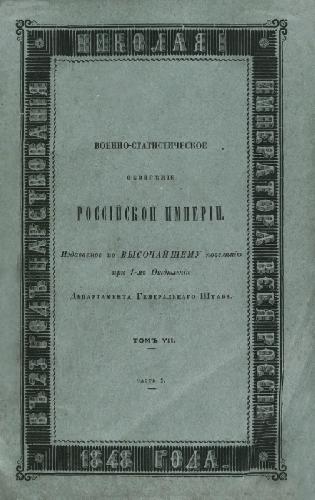 НИКОЛАЯ I
ИМПЕРАТОРА ВСЕЯ РОССІИ
ВЪ 23 ГОДЪ ЦАРСТВОВАНІЯ
ВОЕННО-СТАТИСТИЧЕСКОЕ
ОБОЗРѢНІЕ
РОССІЙСКОЙ ИМПЕРІИ.
Издаваемое по ВЫСОЧАЙШЕМУ повелѣнію
при 1-мъ Отдѣленіи
Департамента Генеральнаго Штаба.
ТОМЪ VII.
ЧАСТЬ
1848 ГОДА.